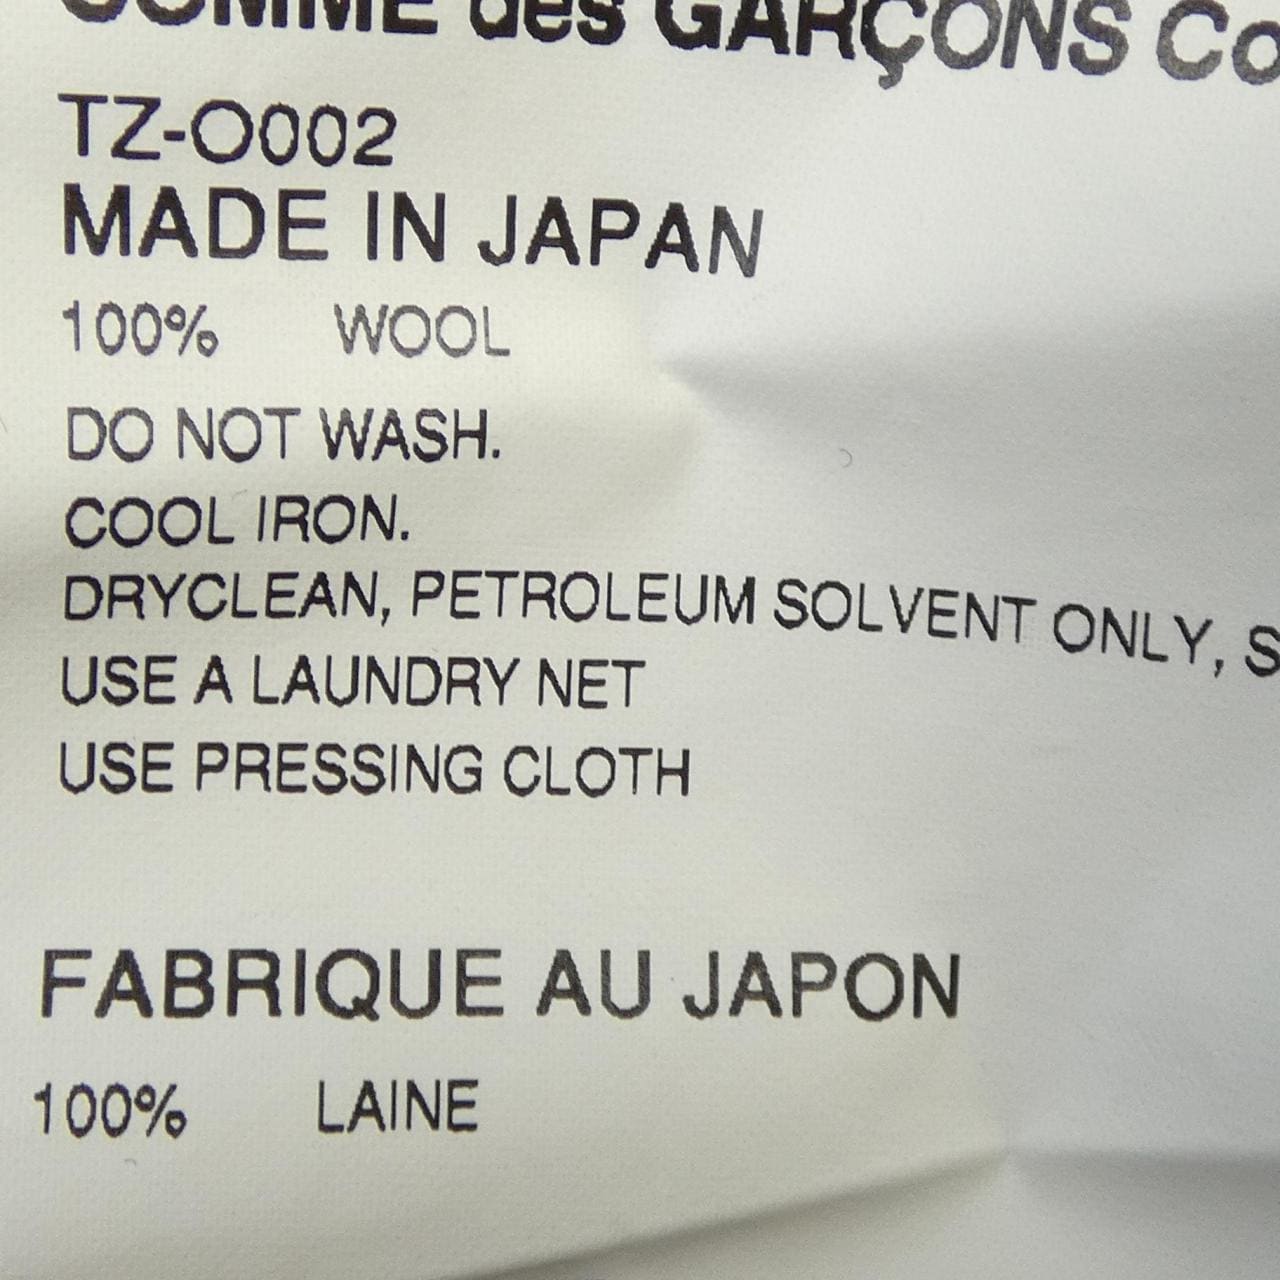 COMME des GARÇONS Co
TZ-O002
MADE IN JAPAN
100% WOOL
DO NOT WASH.
COOL IRON.
DRYCLEAN, PETROLEUM SOLVENT ONLY, S
USE A LAUNDRY NET
USE PRESSING CLOTH
FABRIQUE AU JAPON
100% LAINE